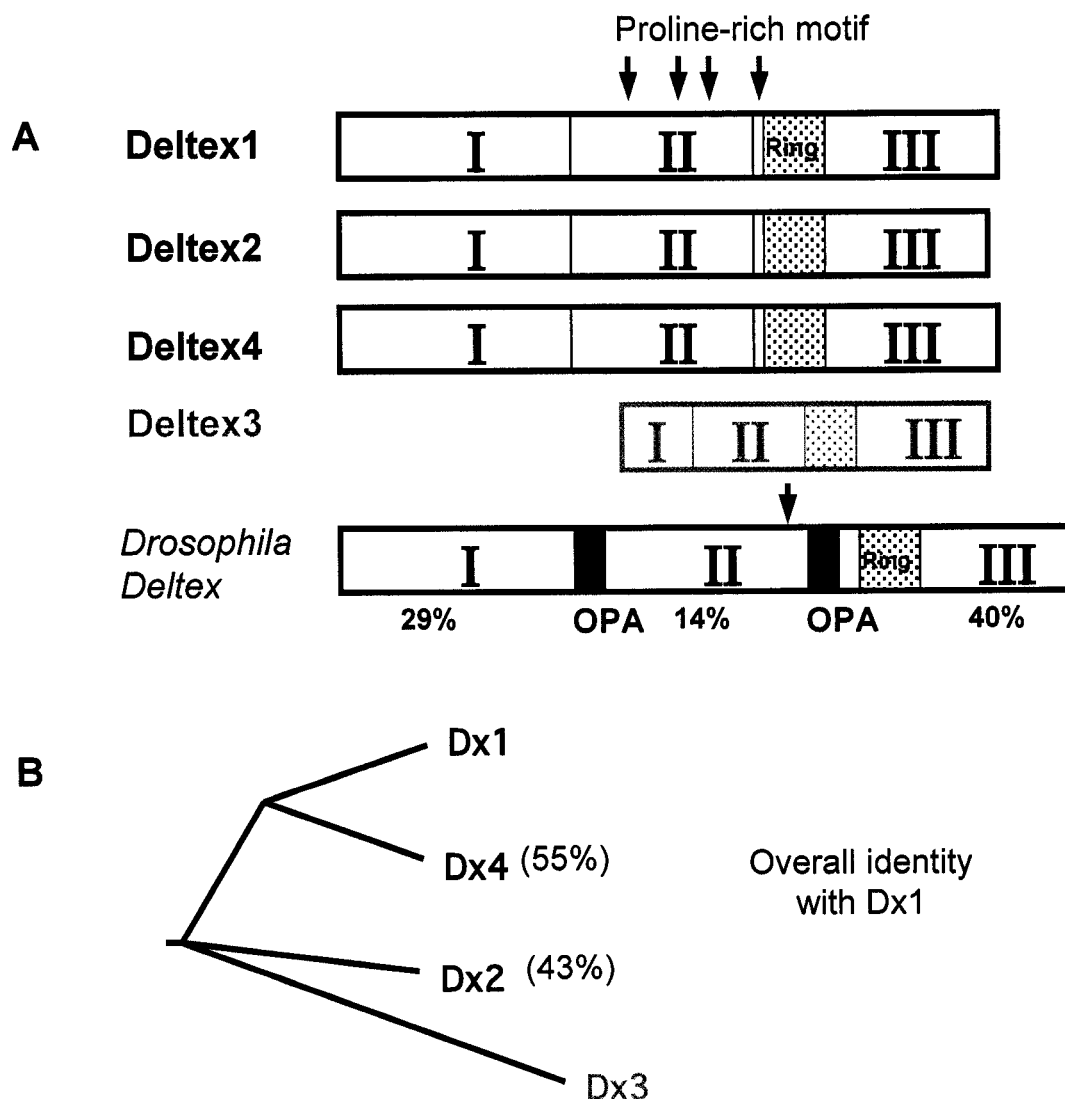 Proline-rich motif
A
Deltex1
I II Ring III
Deltex2
I II III
Deltex4
I II III
Deltex3
I II III
Drosophila
Deltex
I II Ring III
29% OPA 14% OPA 40%
B
Dx1
Dx4 (55%)
Overall identity
with Dx1
Dx2 (43%)
Dx3